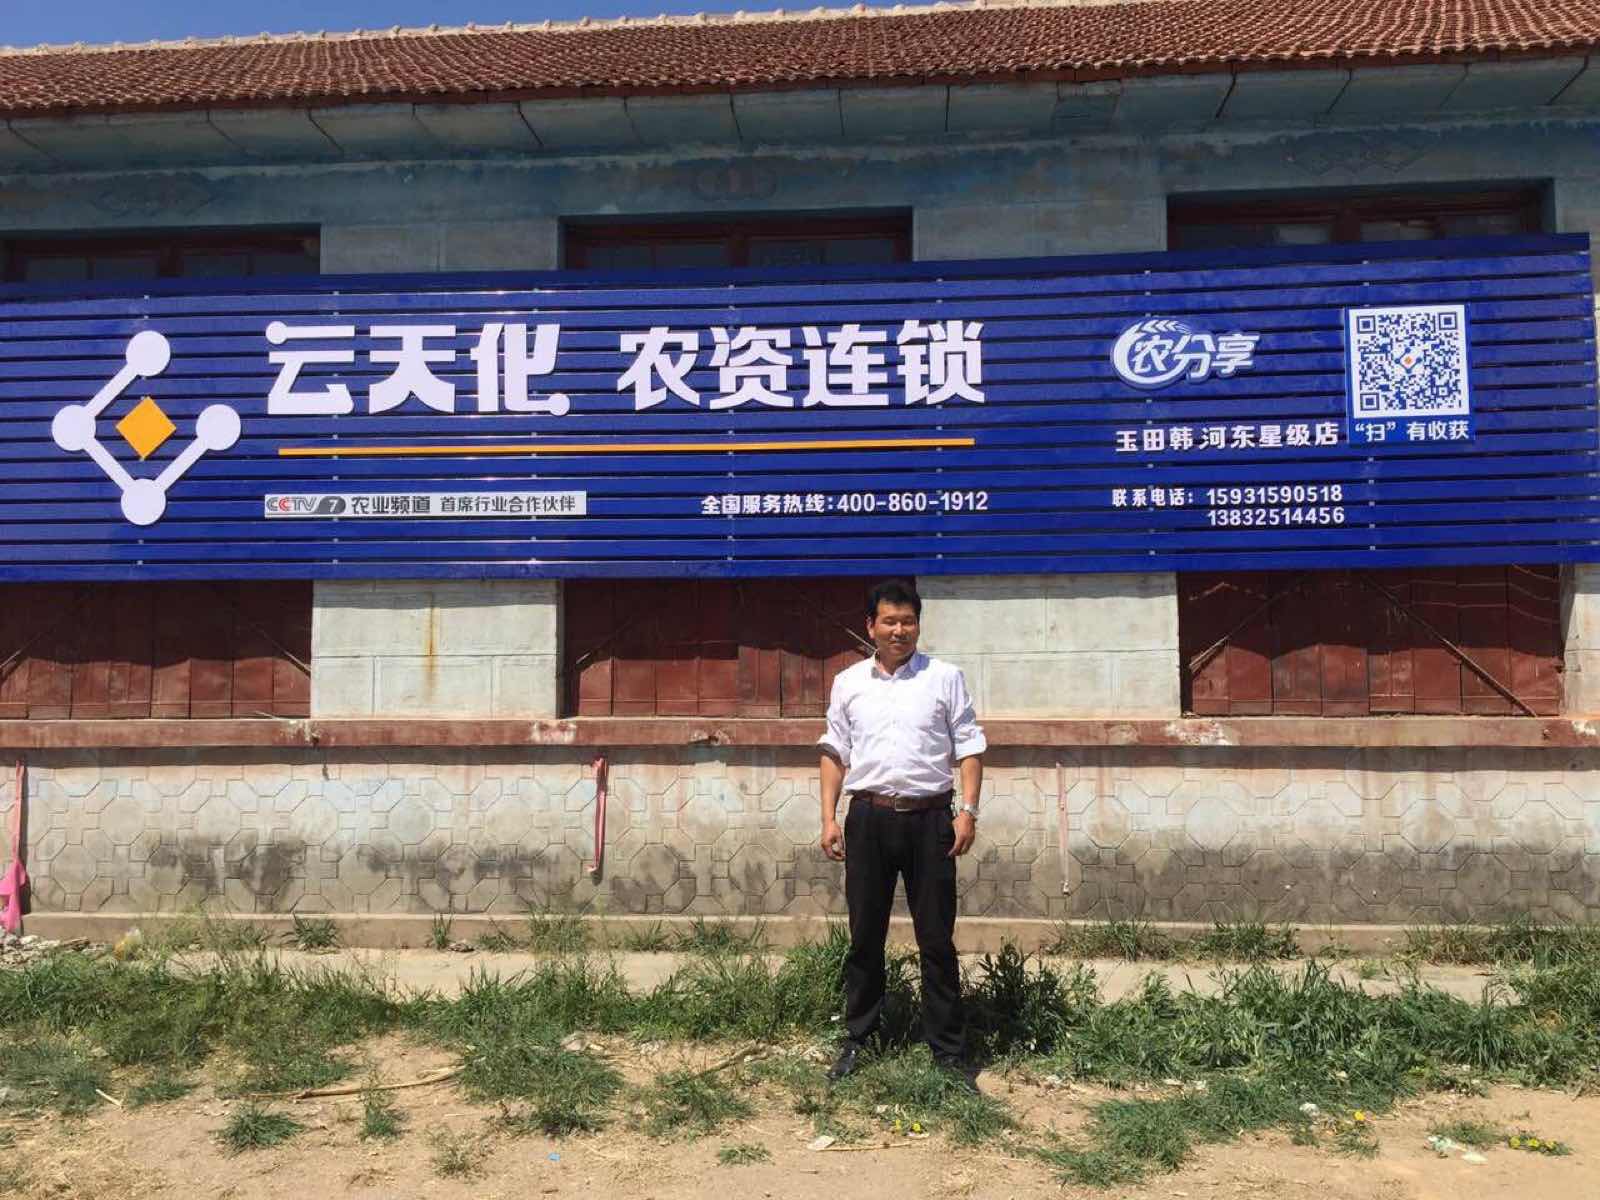 云天化 农资连锁
CCTV 7 农业频道 首席行业合作伙伴
全国服务热线:400-860-1912
农分享
玉田韩河东星级店
联系电话: 15931590518
13832514456
“扫”有收获